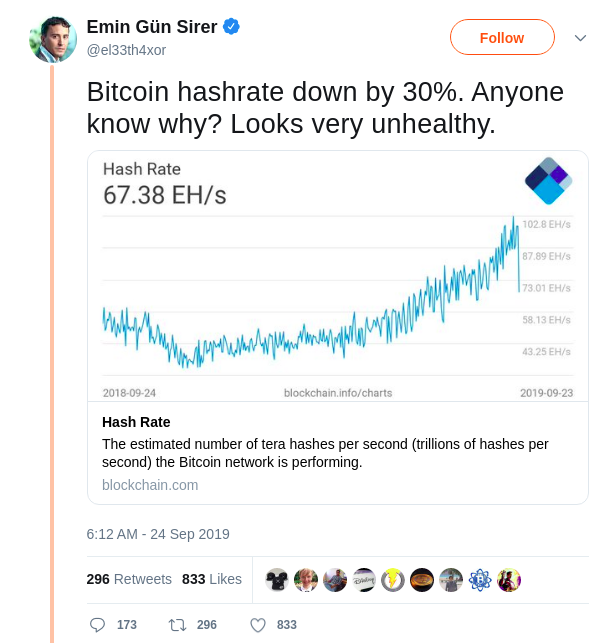 Emin Gün Sirer
@el33th4xor
Follow
Bitcoin hashrate down by 30%. Anyone
know why? Looks very unhealthy.
Hash Rate
67.38 EH/s
102.8 EH/s
87.89 EH/s
73.01 EH/s
58.13 EH/s
43.25 EH/s
2018-09-24 blockchain.info/charts 2019-09-23
Hash Rate
The estimated number of tera hashes per second (trillions of hashes per
second) the Bitcoin network is performing.
blockchain.com
6:12 AM - 24 Sep 2019
296 Retweets 833 Likes
173 296 833